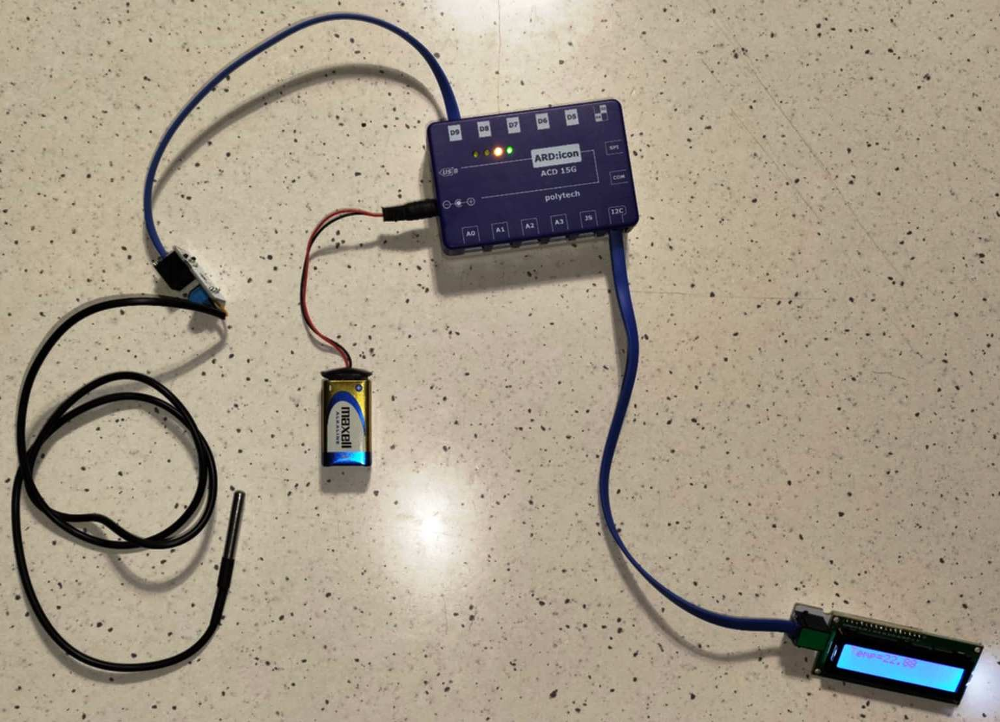 D9
D8
D7
D6
D5
SPI
USB
ARD:icon
ACD 15G
COM
polytech
A0
A1
A2
A3
JS
I2C
maxell
ALKALINE
Temp=22.88